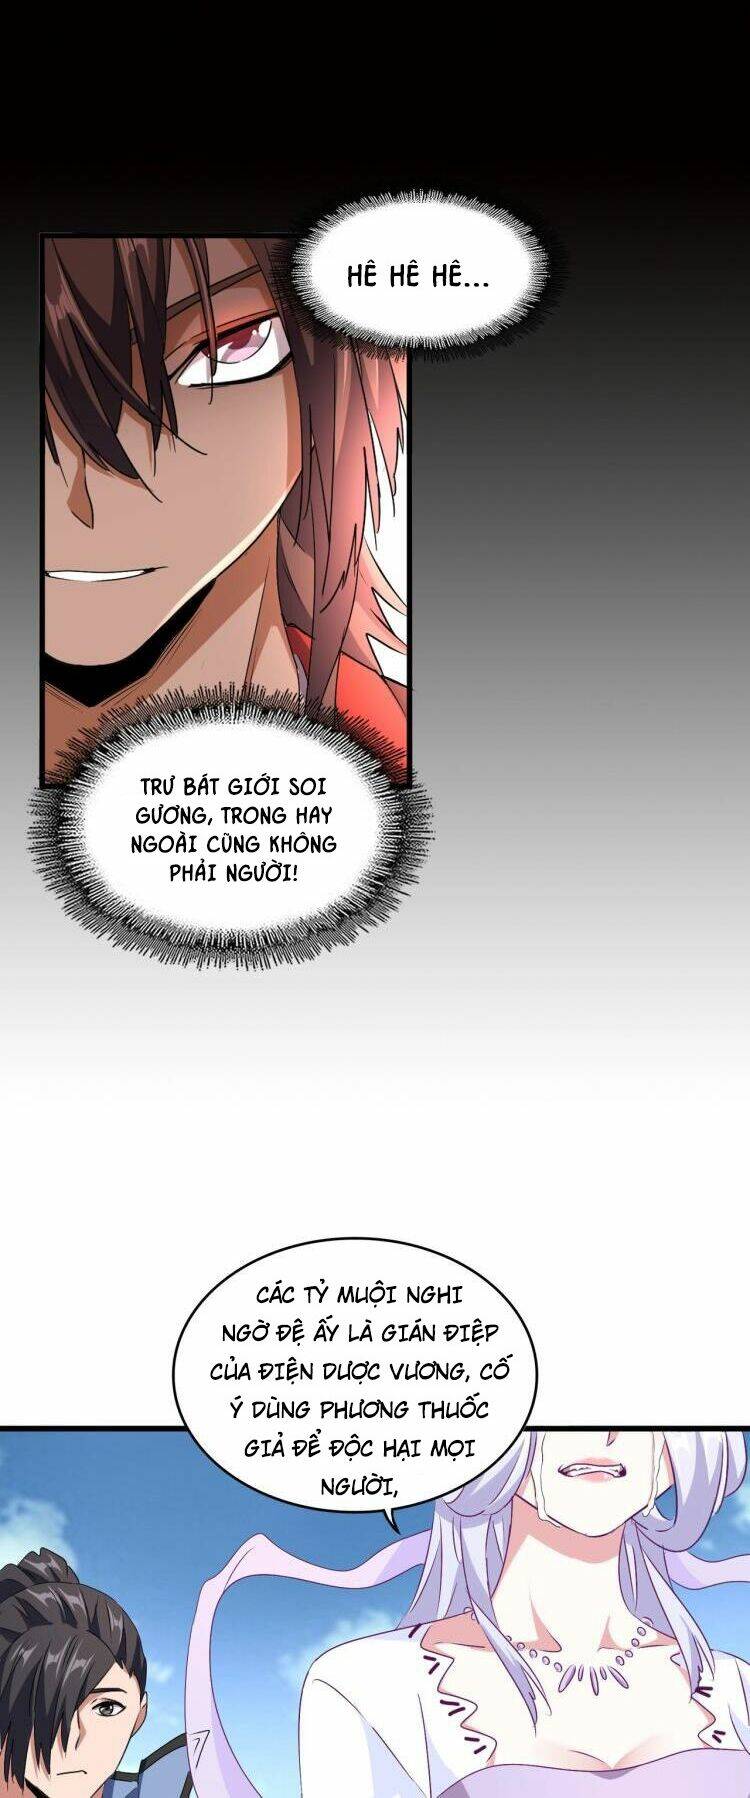 HÊ HÊ HÊ...
TRƯ BÁT GIỚI SOI
GƯƠNG, TRONG HAY
NGOÀI CŨNG KHÔNG
PHẢI NGƯỜI!
CÁC TỶ MUỘI NGHI
NGỜ ĐỆ ẤY LÀ GIÁN ĐIỆP
CỦA ĐIỆN DƯỢC VƯƠNG, CỐ
Ý DÙNG PHƯƠNG THUỐC
GIẢ ĐỂ ĐỘC HẠI MỌI
NGƯỜI,